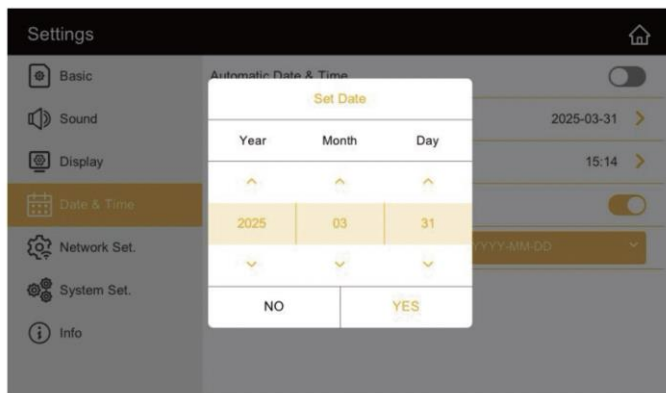 Settings
Basic
Automatic Date & Time
Set Date
Sound
2025-03-31
Year Month Day
Display
15:14
Date & Time
2025 03 31
Network Set.
YYYY-MM-DD
System Set.
NO YES
Info